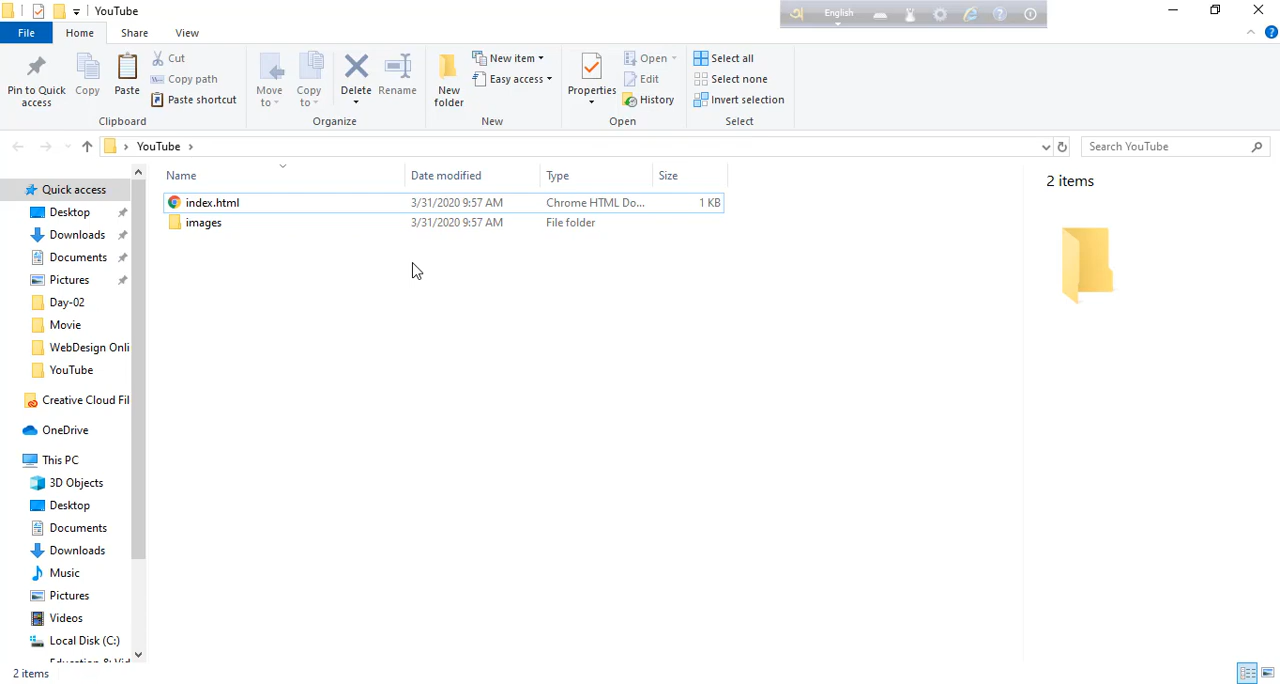 YouTube
অ English
File Home Share View
Pin to Quick access
Copy
Paste
Cut
Copy path
Paste shortcut
Clipboard
Move to
Copy to
Delete
Rename
Organize
New folder
New item
Easy access
New
Properties
Open
Edit
History
Open
Select all
Select none
Invert selection
Select
YouTube
Search YouTube
Name Date modified Type Size
index.html 3/31/2020 9:57 AM Chrome HTML Do... 1 KB
images 3/31/2020 9:57 AM File folder
2 items
Quick access
Desktop
Downloads
Documents
Pictures
Day-02
Movie
WebDesign Onli
YouTube
Creative Cloud Fil
OneDrive
This PC
3D Objects
Desktop
Documents
Downloads
Music
Pictures
Videos
Local Disk (C:)
2 items